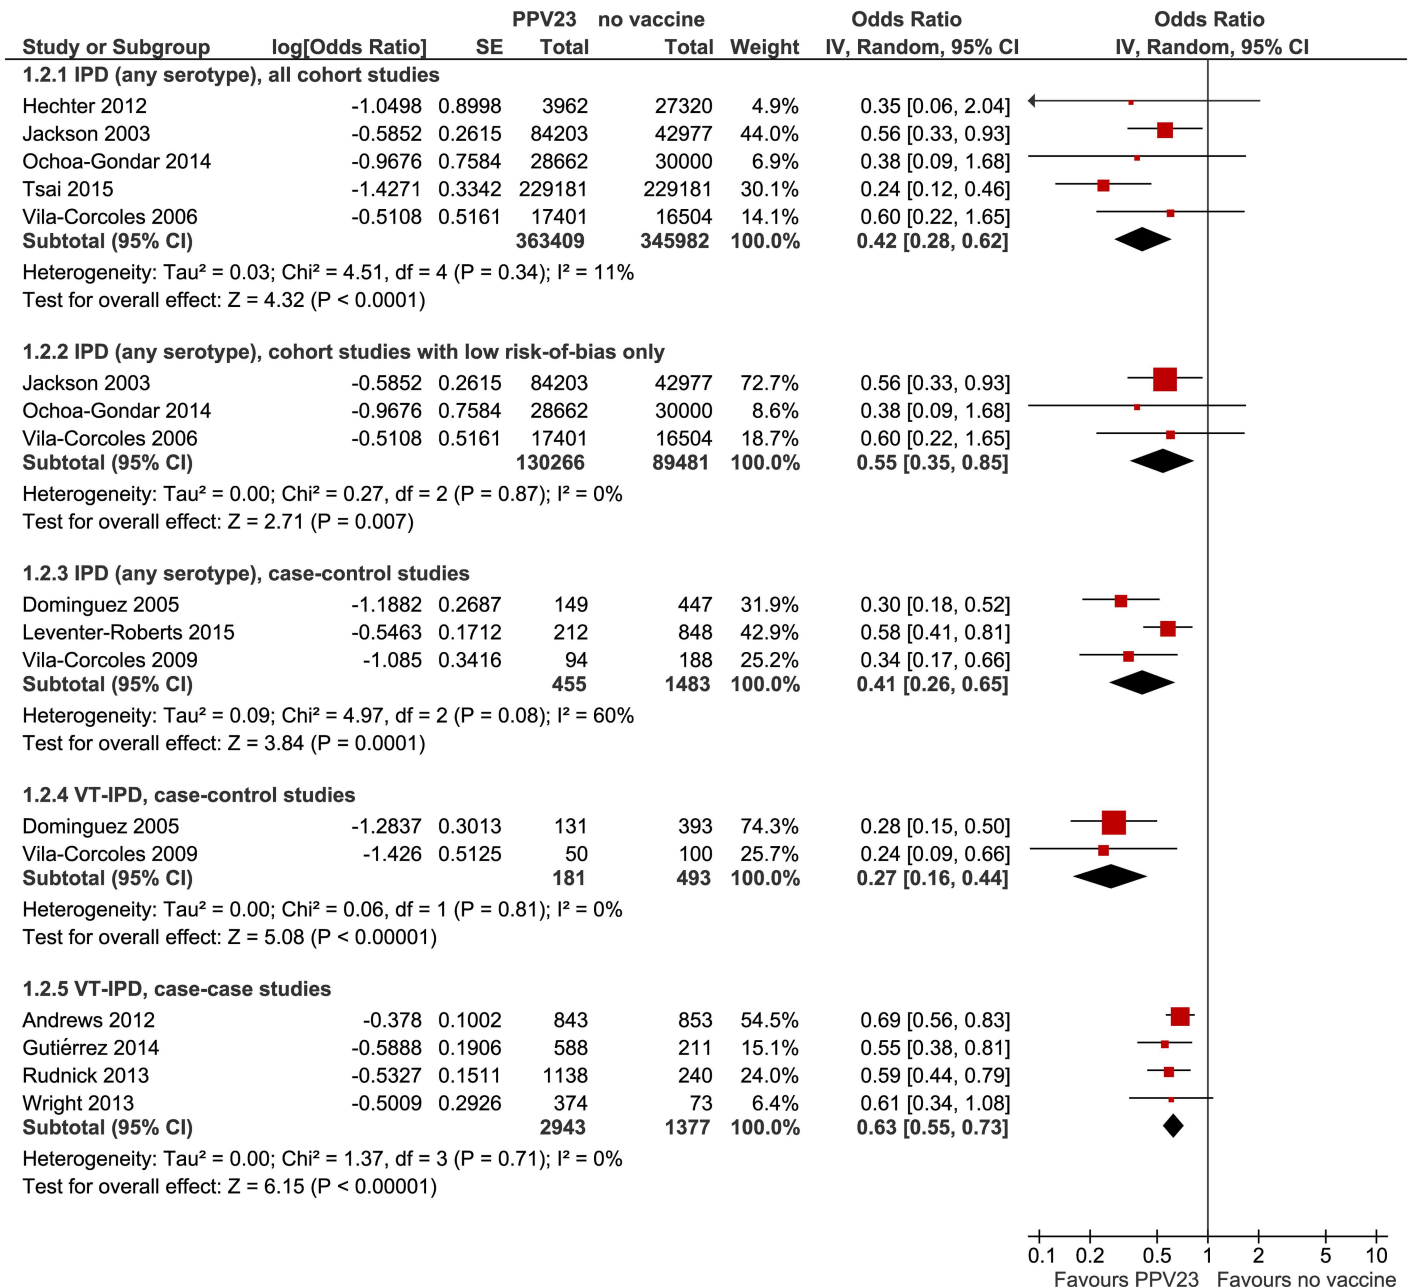 PPV23 no vaccine Odds Ratio Odds Ratio
Study or Subgroup log[Odds Ratio] SE Total Total Weight IV, Random, 95% CI IV, Random, 95% CI
1.2.1 IPD (any serotype), all cohort studies
Hechter 2012 -1.0498 0.8998 3962 27320 4.9% 0.35 [0.06, 2.04]
Jackson 2003 -0.5852 0.2615 84203 42977 44.0% 0.56 [0.33, 0.93]
Ochoa-Gondar 2014 -0.9676 0.7584 28662 30000 6.9% 0.38 [0.09, 1.68]
Tsai 2015 -1.4271 0.3342 229181 229181 30.1% 0.24 [0.12, 0.46]
Vila-Corcoles 2006 -0.5108 0.5161 17401 16504 14.1% 0.60 [0.22, 1.65]
Subtotal (95% CI) 363409 345982 100.0% 0.42 [0.28, 0.62]
Heterogeneity: Tau² = 0.03; Chi² = 4.51, df = 4 (P = 0.34); I² = 11%
Test for overall effect: Z = 4.32 (P < 0.0001)
1.2.2 IPD (any serotype), cohort studies with low risk-of-bias only
Jackson 2003 -0.5852 0.2615 84203 42977 72.7% 0.56 [0.33, 0.93]
Ochoa-Gondar 2014 -0.9676 0.7584 28662 30000 8.6% 0.38 [0.09, 1.68]
Vila-Corcoles 2006 -0.5108 0.5161 17401 16504 18.7% 0.60 [0.22, 1.65]
Subtotal (95% CI) 130266 89481 100.0% 0.55 [0.35, 0.85]
Heterogeneity: Tau² = 0.00; Chi² = 0.27, df = 2 (P = 0.87); I² = 0%
Test for overall effect: Z = 2.71 (P = 0.007)
1.2.3 IPD (any serotype), case-control studies
Dominguez 2005 -1.1882 0.2687 149 447 31.9% 0.30 [0.18, 0.52]
Leventer-Roberts 2015 -0.5463 0.1712 212 848 42.9% 0.58 [0.41, 0.81]
Vila-Corcoles 2009 -1.085 0.3416 94 188 25.2% 0.34 [0.17, 0.66]
Subtotal (95% CI) 455 1483 100.0% 0.41 [0.26, 0.65]
Heterogeneity: Tau² = 0.09; Chi² = 4.97, df = 2 (P = 0.08); I² = 60%
Test for overall effect: Z = 3.84 (P = 0.0001)
1.2.4 VT-IPD, case-control studies
Dominguez 2005 -1.2837 0.3013 131 393 74.3% 0.28 [0.15, 0.50]
Vila-Corcoles 2009 -1.426 0.5125 50 100 25.7% 0.24 [0.09, 0.66]
Subtotal (95% CI) 181 493 100.0% 0.27 [0.16, 0.44]
Heterogeneity: Tau² = 0.00; Chi² = 0.06, df = 1 (P = 0.81); I² = 0%
Test for overall effect: Z = 5.08 (P < 0.00001)
1.2.5 VT-IPD, case-case studies
Andrews 2012 -0.378 0.1002 843 853 54.5% 0.69 [0.56, 0.83]
Gutiérrez 2014 -0.5888 0.1906 588 211 15.1% 0.55 [0.38, 0.81]
Rudnick 2013 -0.5327 0.1511 1138 240 24.0% 0.59 [0.44, 0.79]
Wright 2013 -0.5009 0.2926 374 73 6.4% 0.61 [0.34, 1.08]
Subtotal (95% CI) 2943 1377 100.0% 0.63 [0.55, 0.73]
Heterogeneity: Tau² = 0.00; Chi² = 1.37, df = 3 (P = 0.71); I² = 0%
Test for overall effect: Z = 6.15 (P < 0.00001)
0.1 0.2 0.5 1 2 5 10
Favours PPV23 Favours no vaccine